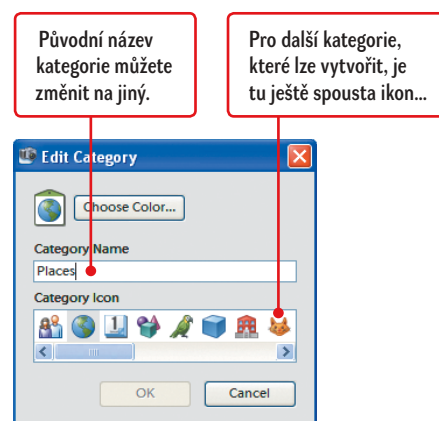 Původní název
kategorie můžete
změnit na jiný.
Pro další kategorie,
které lze vytvořit, je
tu ještě spousta ikon...
Edit Category
Choose Color...
Category Name
Places
Category Icon
1
OK
Cancel